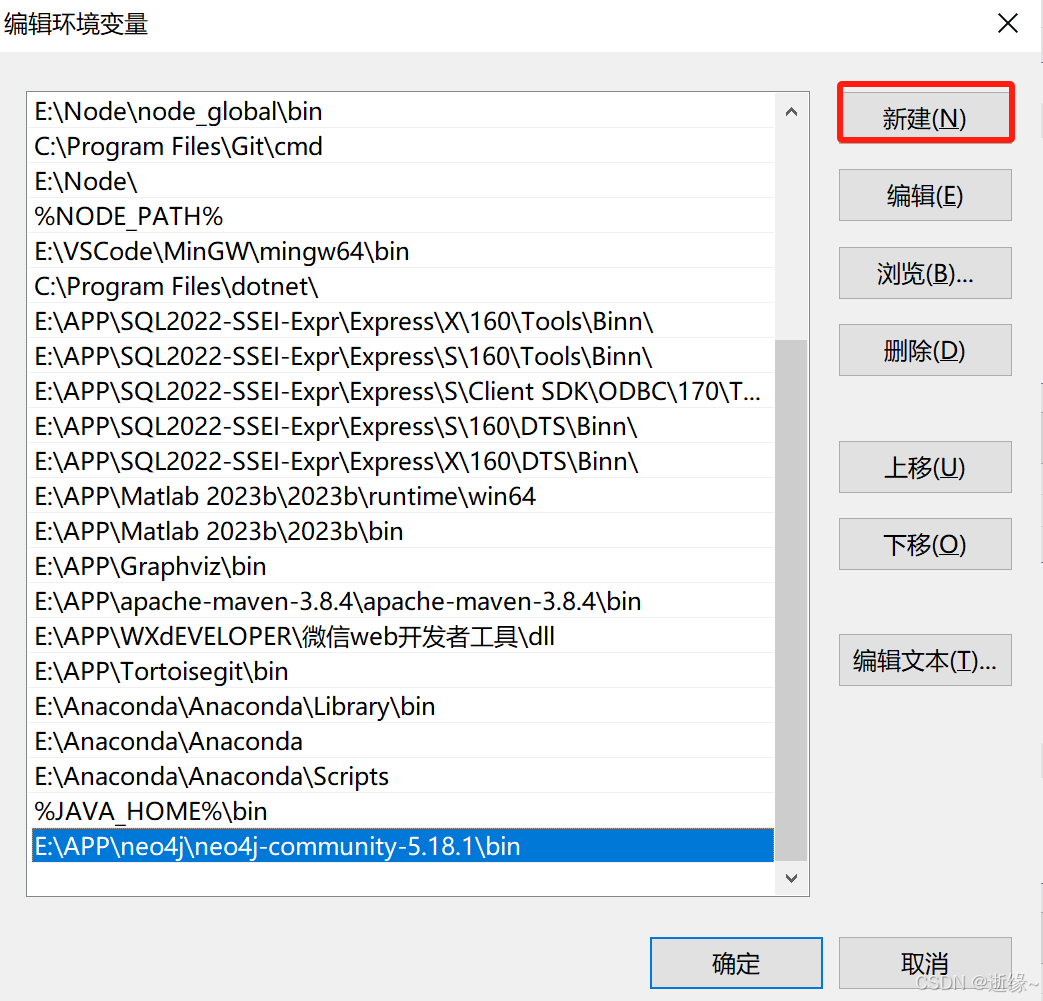 编辑环境变量
E:\Node\node_global\bin
C:\Program Files\Git\cmd
E:\Node\
%NODE_PATH%
E:\VSCode\MinGW\mingw64\bin
C:\Program Files\dotnet\
E:\APP\SQL2022-SSEI-Expr\Express\X\160\Tools\Binn\
E:\APP\SQL2022-SSEI-Expr\Express\S\160\Tools\Binn\
E:\APP\SQL2022-SSEI-Expr\Express\S\Client SDK\ODBC\170\T...
E:\APP\SQL2022-SSEI-Expr\Express\S\160\DTS\Binn\
E:\APP\SQL2022-SSEI-Expr\Express\X\160\DTS\Binn\
E:\APP\Matlab 2023b\2023b\runtime\win64
E:\APP\Matlab 2023b\2023b\bin
E:\APP\Graphviz\bin
E:\APP\apache-maven-3.8.4\apache-maven-3.8.4\bin
E:\APP\WXdEVELOPER\微信web开发者工具\dll
E:\APP\Tortoisegit\bin
E:\Anaconda\Anaconda\Library\bin
E:\Anaconda\Anaconda
E:\Anaconda\Anaconda\Scripts
%JAVA_HOME%\bin
E:\APP\neo4j\neo4j-community-5.18.1\bin
新建(N)
编辑(E)
浏览(B)...
删除(D)
上移(U)
下移(O)
编辑文本(T)...
确定
取消
CSDN @逝缘~